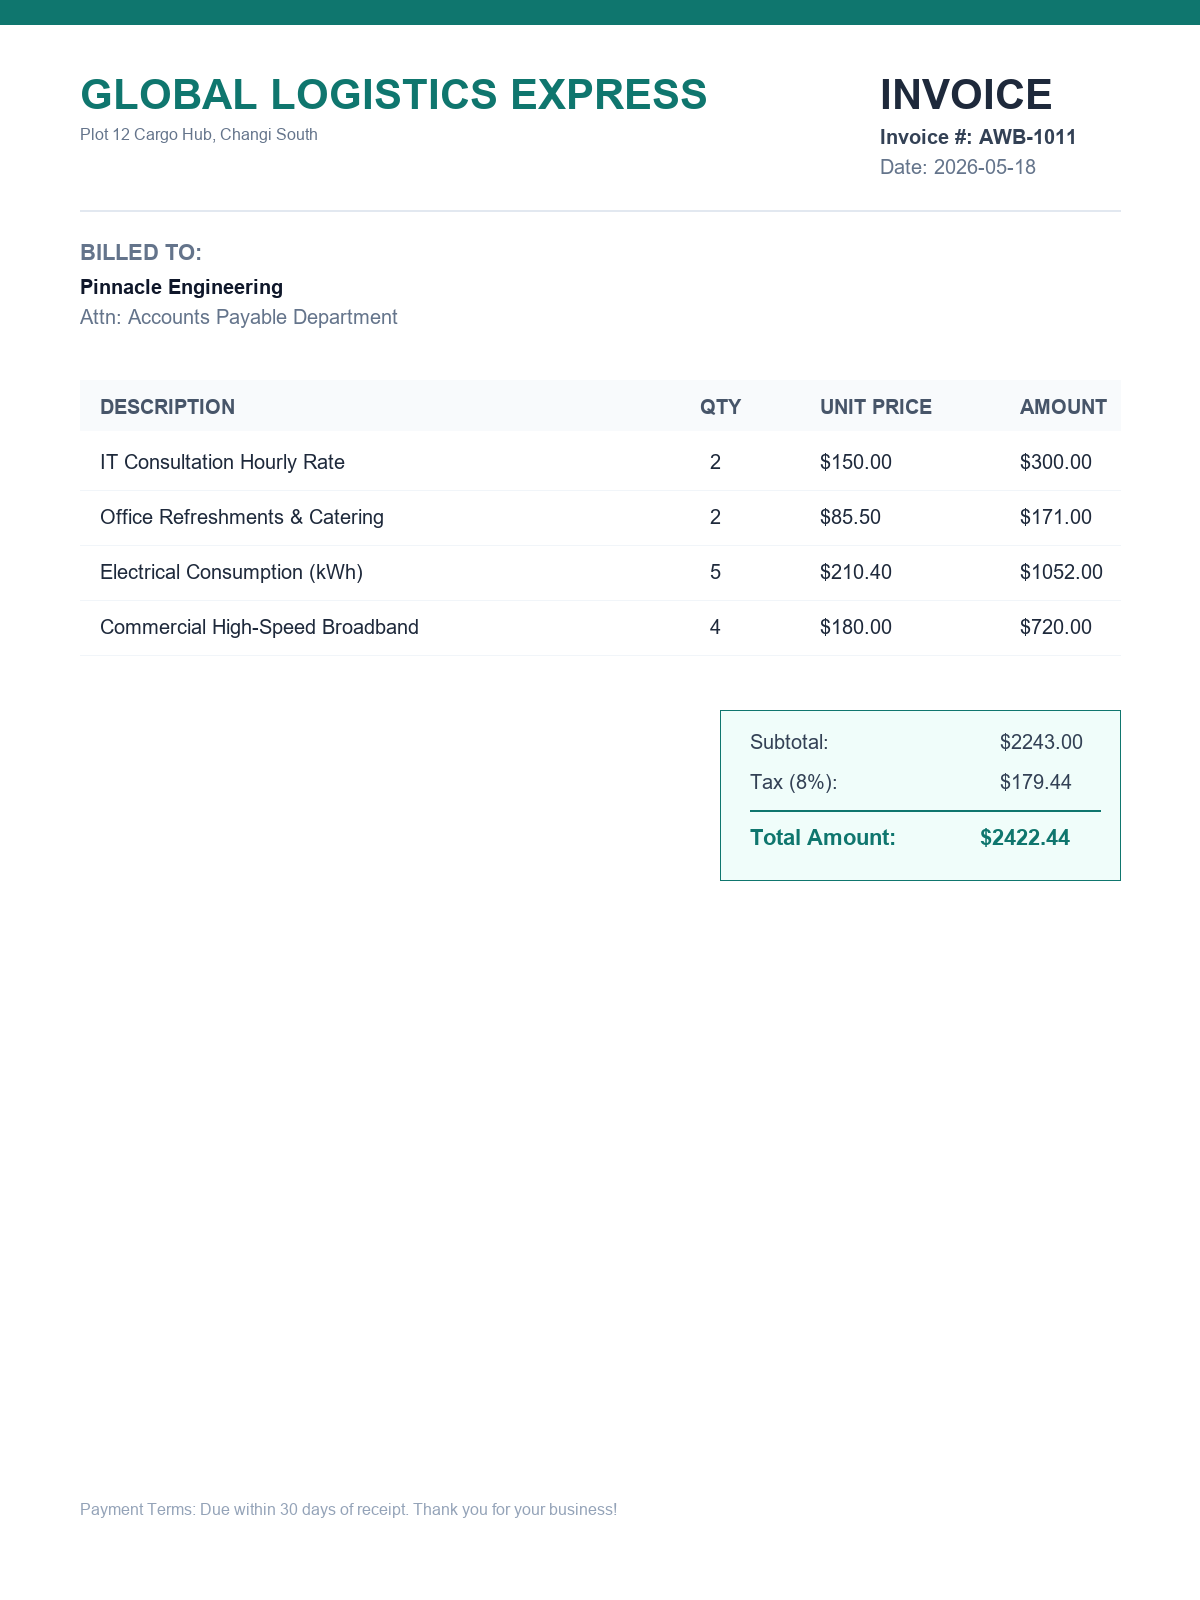 GLOBAL LOGISTICS EXPRESS
Plot 12 Cargo Hub, Changi South
INVOICE
Invoice #: AWB-1011
Date: 2026-05-18
BILLED TO:
Pinnacle Engineering
Attn: Accounts Payable Department
DESCRIPTION QTY UNIT PRICE AMOUNT
IT Consultation Hourly Rate 2 $150.00 $300.00
Office Refreshments & Catering 2 $85.50 $171.00
Electrical Consumption (kWh) 5 $210.40 $1052.00
Commercial High-Speed Broadband 4 $180.00 $720.00
Subtotal: $2243.00
Tax (8%): $179.44
Total Amount: $2422.44
Payment Terms: Due within 30 days of receipt. Thank you for your business!